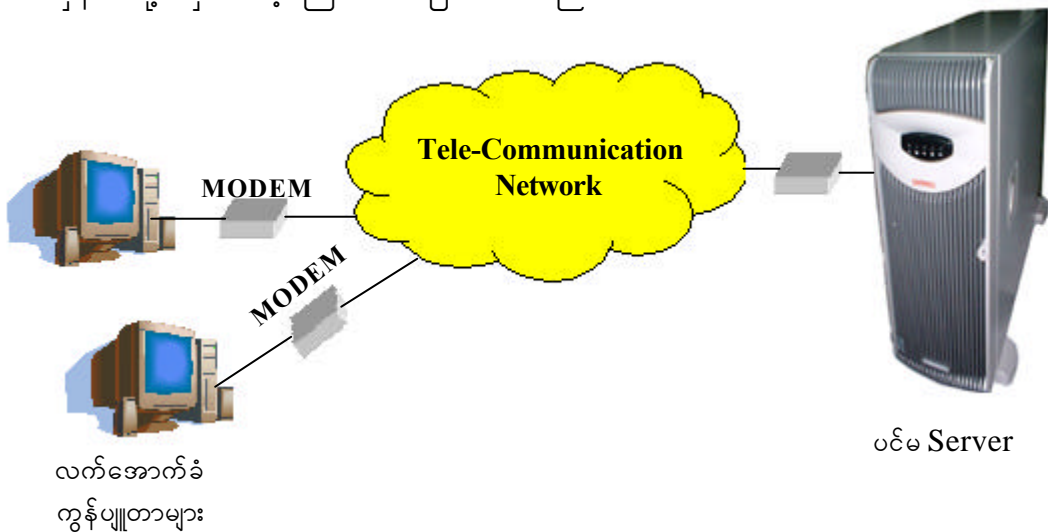 Tele-Communication
Network
MODEM
MODEM
ပင်မ Server
လက်အောက်ခံ
ကွန်ပျူတာများ